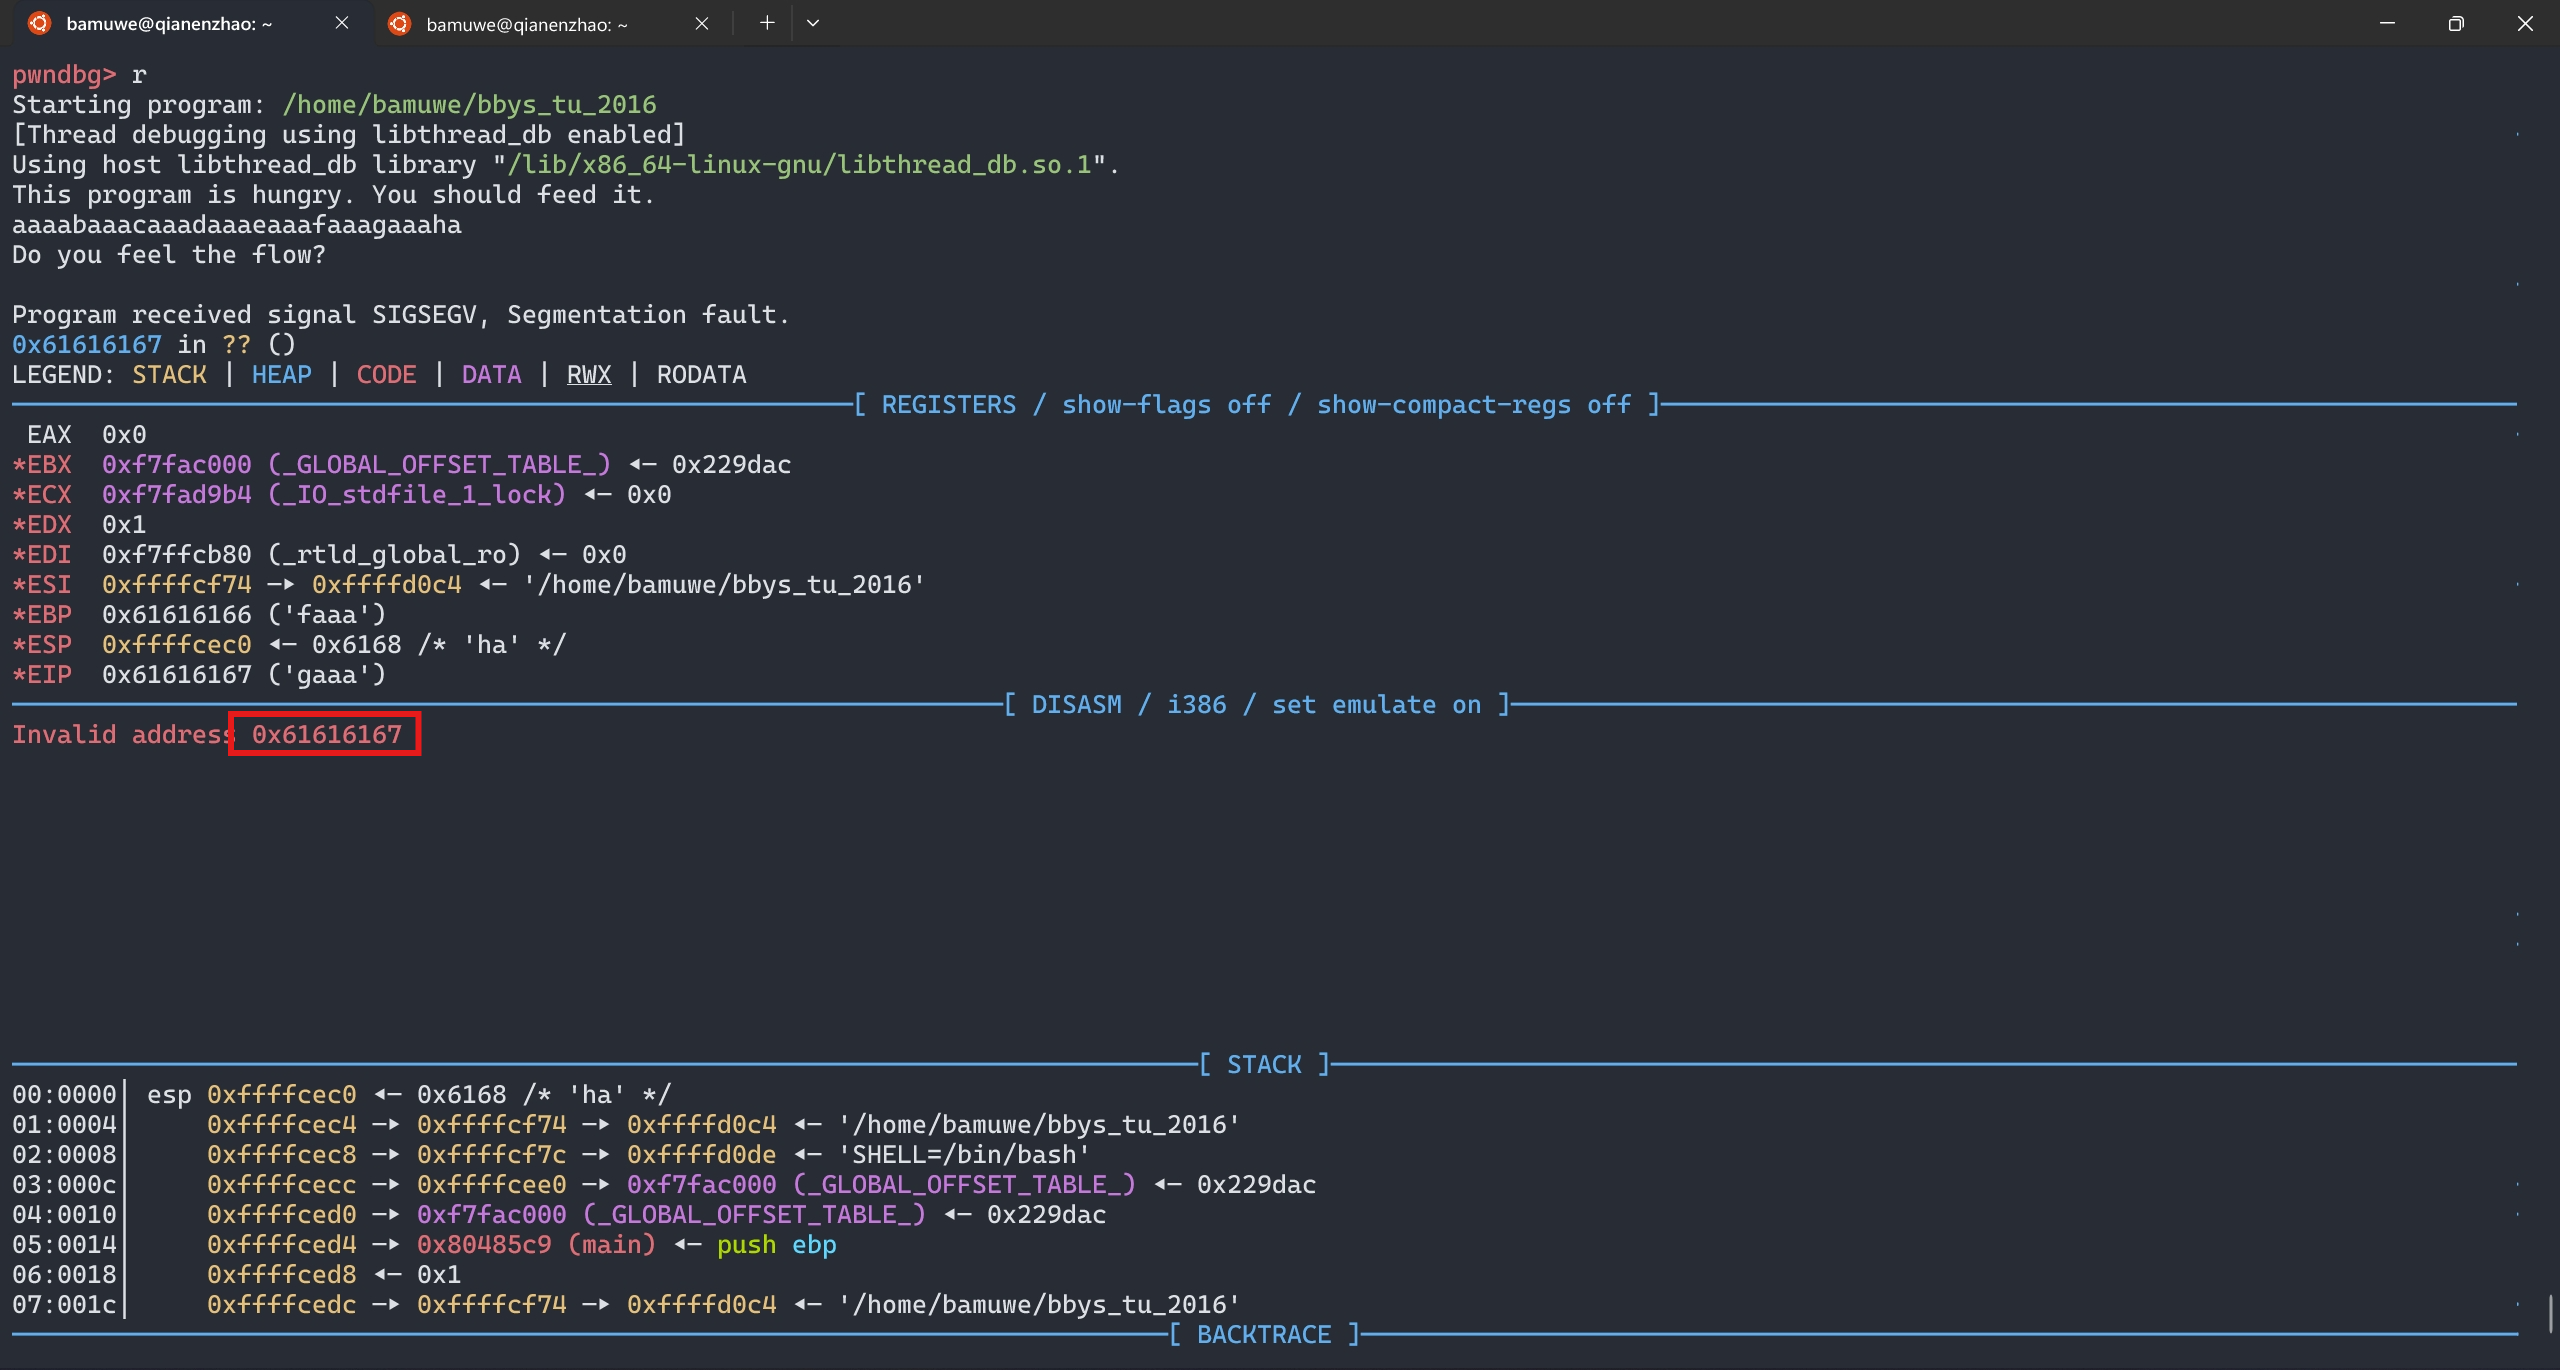 bamuwe@qianenzhao: ~
bamuwe@qianenzhao: ~
pwndbg> r
Starting program: /home/bamuwe/bbys_tu_2016
[Thread debugging using libthread_db enabled]
Using host libthread_db library "/lib/x86_64-linux-gnu/libthread_db.so.1".
This program is hungry. You should feed it.
aaaabaaacaaadaaaeaaafaaagaaaha
Do you feel the flow?
Program received signal SIGSEGV, Segmentation fault.
0x61616167 in ?? ()
LEGEND: STACK | HEAP | CODE | DATA | RWX | RODATA
[ REGISTERS / show-flags off / show-compact-regs off ]
EAX  0x0
*EBX  0xf7fac000 (_GLOBAL_OFFSET_TABLE_) ◂— 0x229dac
*ECX  0xf7fad9b4 (_IO_stdfile_1_lock) ◂— 0x0
*EDX  0x1
*EDI  0xf7ffcb80 (_rtld_global_ro) ◂— 0x0
*ESI  0xffffcf74 —▸ 0xffffd0c4 ◂— '/home/bamuwe/bbys_tu_2016'
*EBP  0x61616166 ('faaa')
*ESP  0xffffcec0 ◂— 0x6168 /* 'ha' */
*EIP  0x61616167 ('gaaa')
[ DISASM / i386 / set emulate on ]
Invalid address 0x61616167
[ STACK ]
00:0000│ esp 0xffffcec0 ◂— 0x6168 /* 'ha' */
01:0004│     0xffffcec4 —▸ 0xffffcf74 —▸ 0xffffd0c4 ◂— '/home/bamuwe/bbys_tu_2016'
02:0008│     0xffffcec8 —▸ 0xffffcf7c —▸ 0xffffd0de ◂— 'SHELL=/bin/bash'
03:000c│     0xffffcecc —▸ 0xffffcee0 —▸ 0xf7fac000 (_GLOBAL_OFFSET_TABLE_) ◂— 0x229dac
04:0010│     0xffffced0 —▸ 0xf7fac000 (_GLOBAL_OFFSET_TABLE_) ◂— 0x229dac
05:0014│     0xffffced4 —▸ 0x80485c9 (main) ◂— push ebp
06:0018│     0xffffced8 ◂— 0x1
07:001c│     0xffffcedc —▸ 0xffffcf74 —▸ 0xffffd0c4 ◂— '/home/bamuwe/bbys_tu_2016'
[ BACKTRACE ]